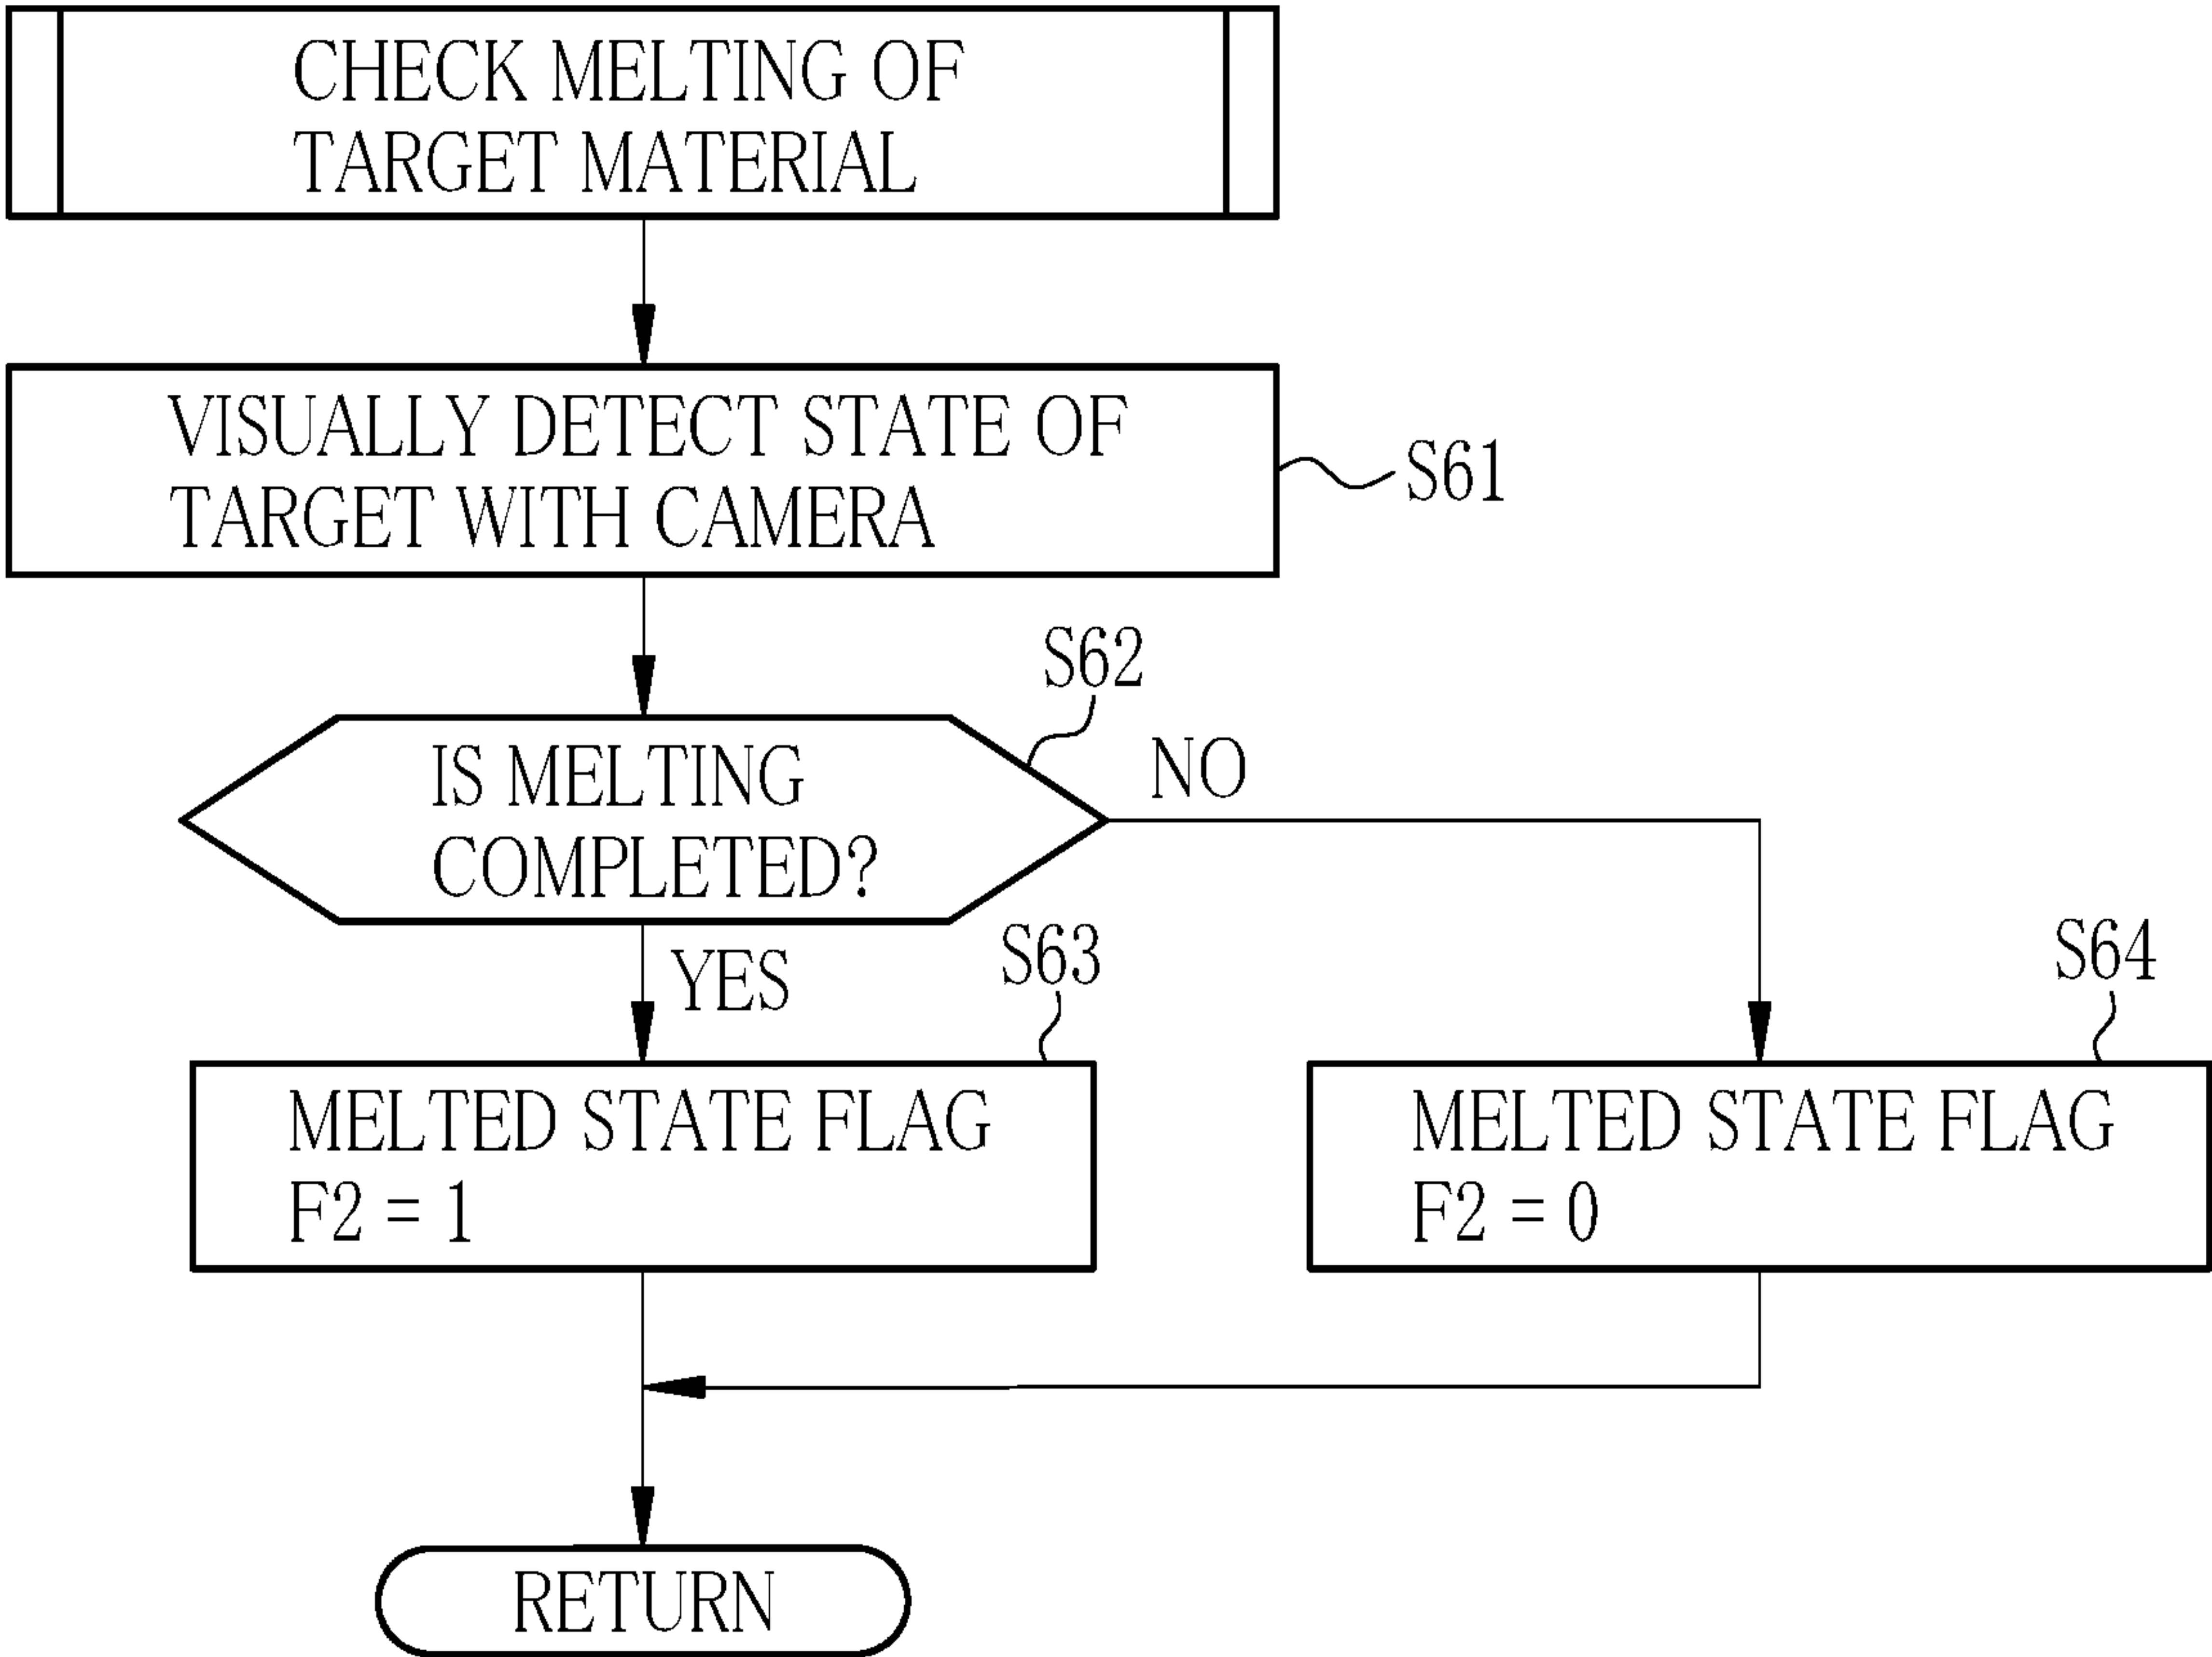 CHECK MELTING OF
TARGET MATERIAL
VISUALLY DETECT STATE OF
TARGET WITH CAMERA
S61
S62
IS MELTING
COMPLETED?
NO
YES
S63
S64
MELTED STATE FLAG
F2 = 1
MELTED STATE FLAG
F2 = 0
RETURN